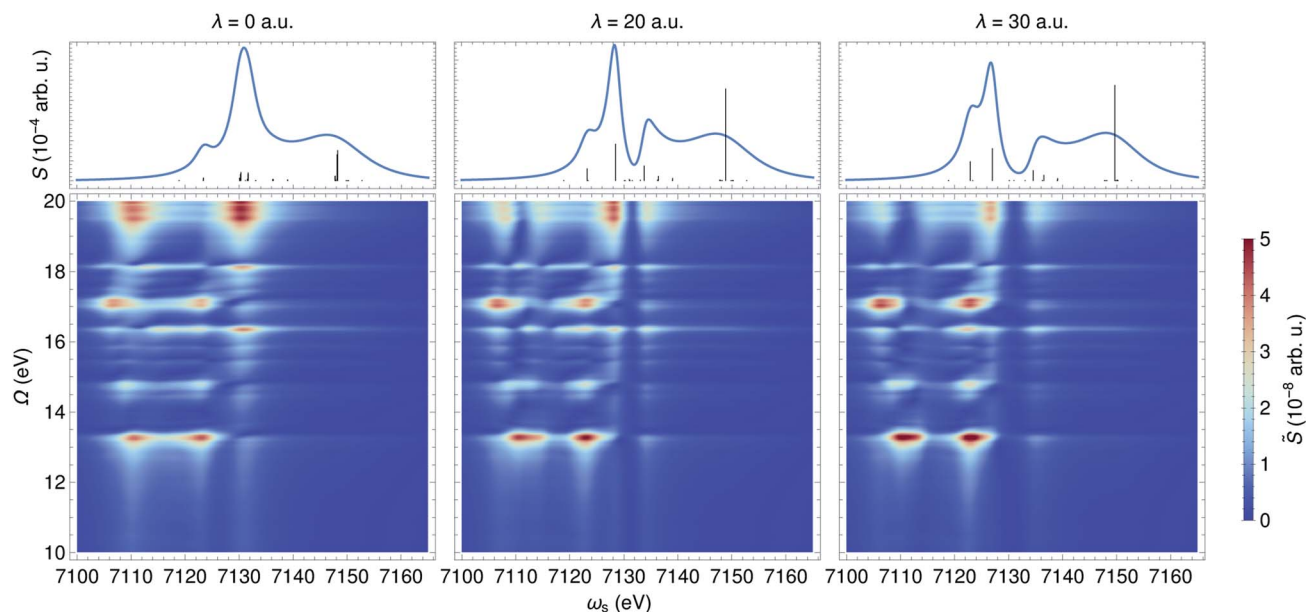 λ = 0 a.u.
λ = 20 a.u.
λ = 30 a.u.
S (10⁻⁴ arb. u.)
20
18
16
14
12
10
Ω (eV)
7100 7110 7120 7130 7140 7150 7160
7100 7110 7120 7130 7140 7150 7160
7100 7110 7120 7130 7140 7150 7160
ωs (eV)
5
4
3
2
1
0
S̃ (10⁻⁸ arb. u.)